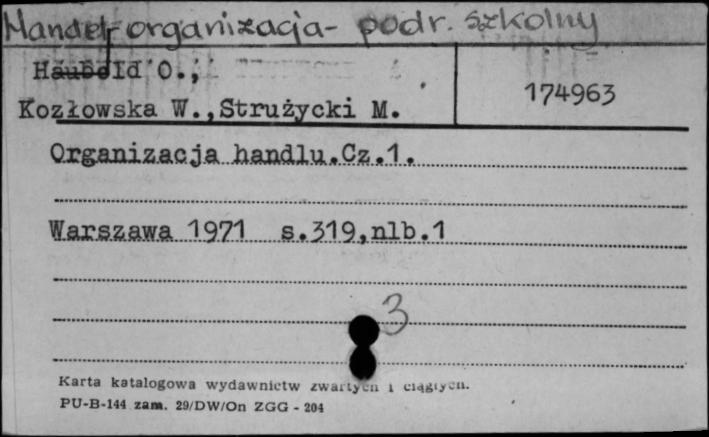 Handel-organizacja- podr. szkolny
Haubold O.,
174963
Kozłowska W.,Strużycki M.
Organizacja handlu.Cz.1.
Warszawa 1971 s.319,nlb.1
3
Karta katalogowa wydawnictw zwartych i ciągłych.
PU-B-144 zam. 29/DW/On ZGG - 204